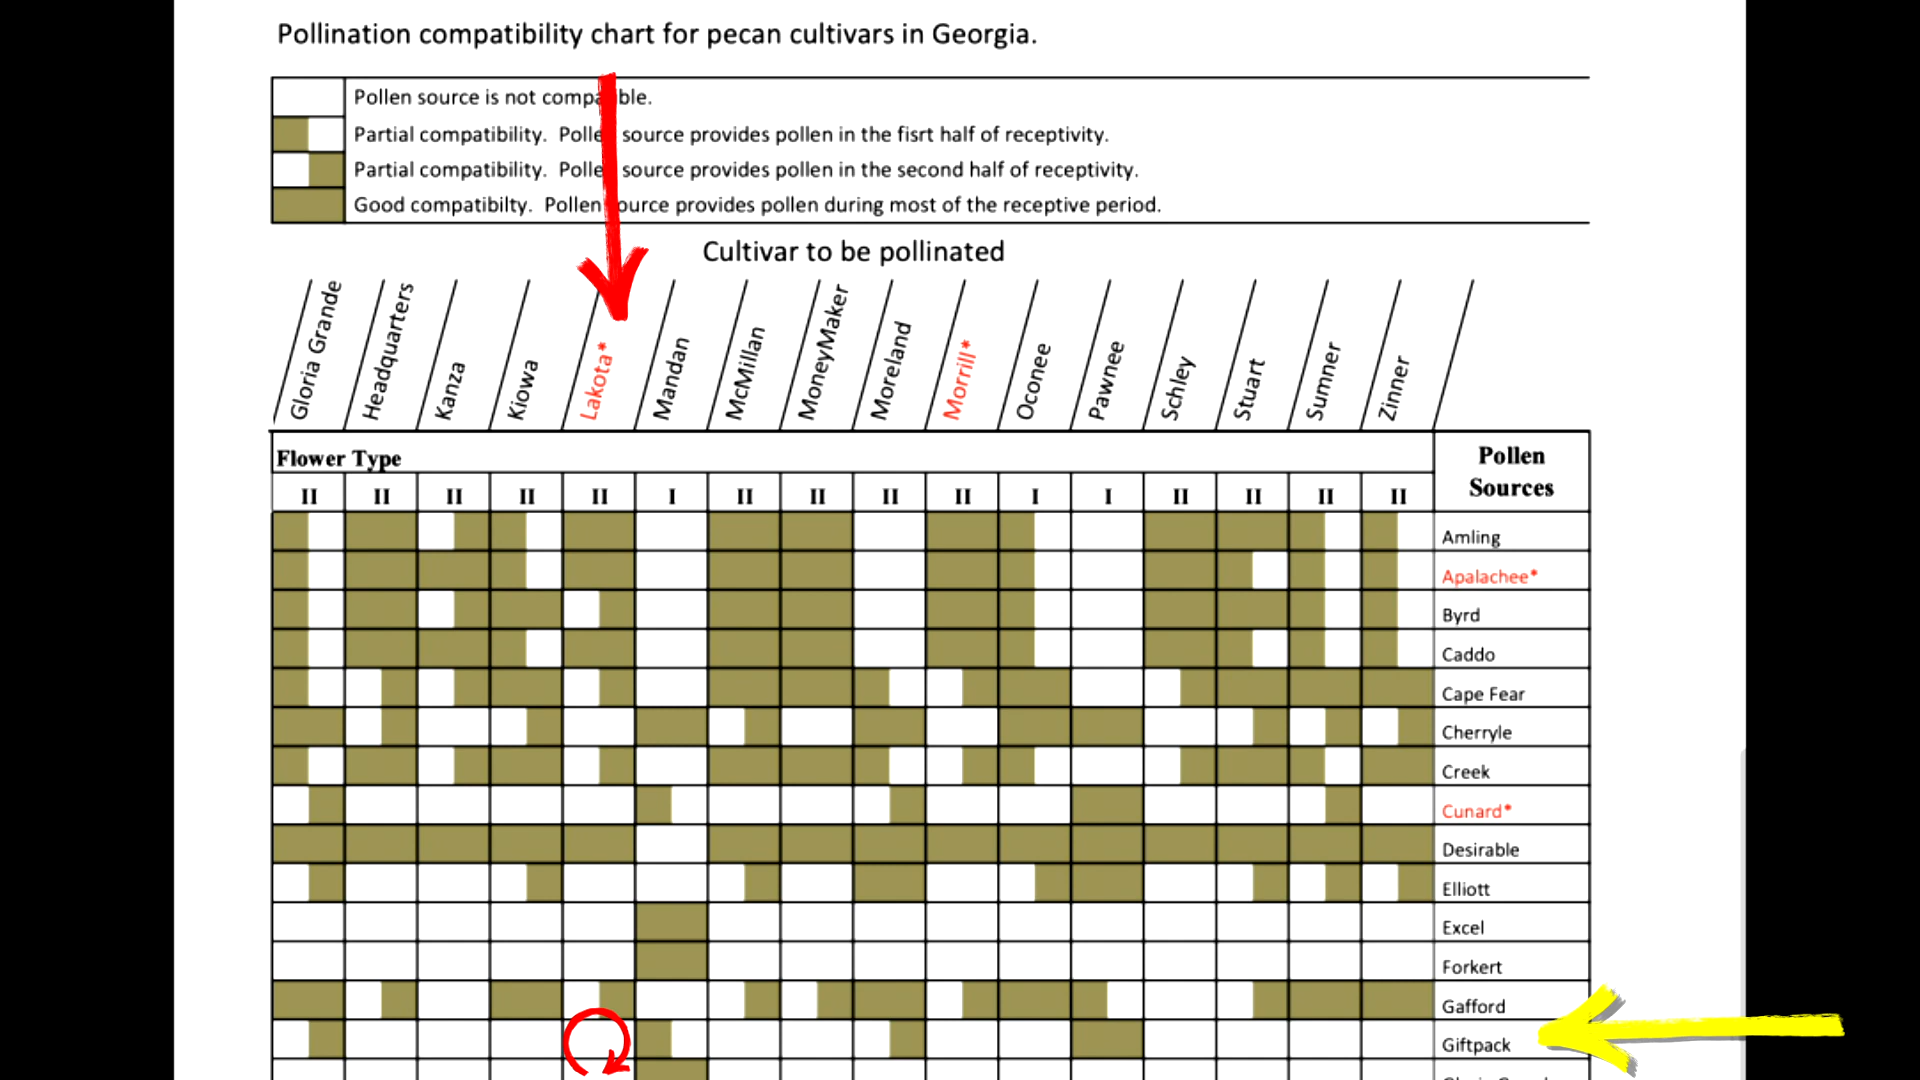 Pollination compatibility chart for pecan cultivars in Georgia.
Pollen source is not compatible.
Partial compatibility. Pollen source provides pollen in the fisrt half of receptivity.
Partial compatibility. Pollen source provides pollen in the second half of receptivity.
Good compatibilty. Pollen source provides pollen during most of the receptive period.
Cultivar to be pollinated
Gloria Grande
Headquarters
Kanza
Kiowa
Lakota*
Mandan
McMillan
MoneyMaker
Moreland
Morrill*
Oconee
Pawnee
Schley
Stuart
Sumner
Zinner
Flower Type
Pollen
Sources
II II II II II I II II II II I I II II II II
Amling
Apalachee*
Byrd
Caddo
Cape Fear
Cherryle
Creek
Cunard*
Desirable
Elliott
Excel
Forkert
Gafford
Giftpack